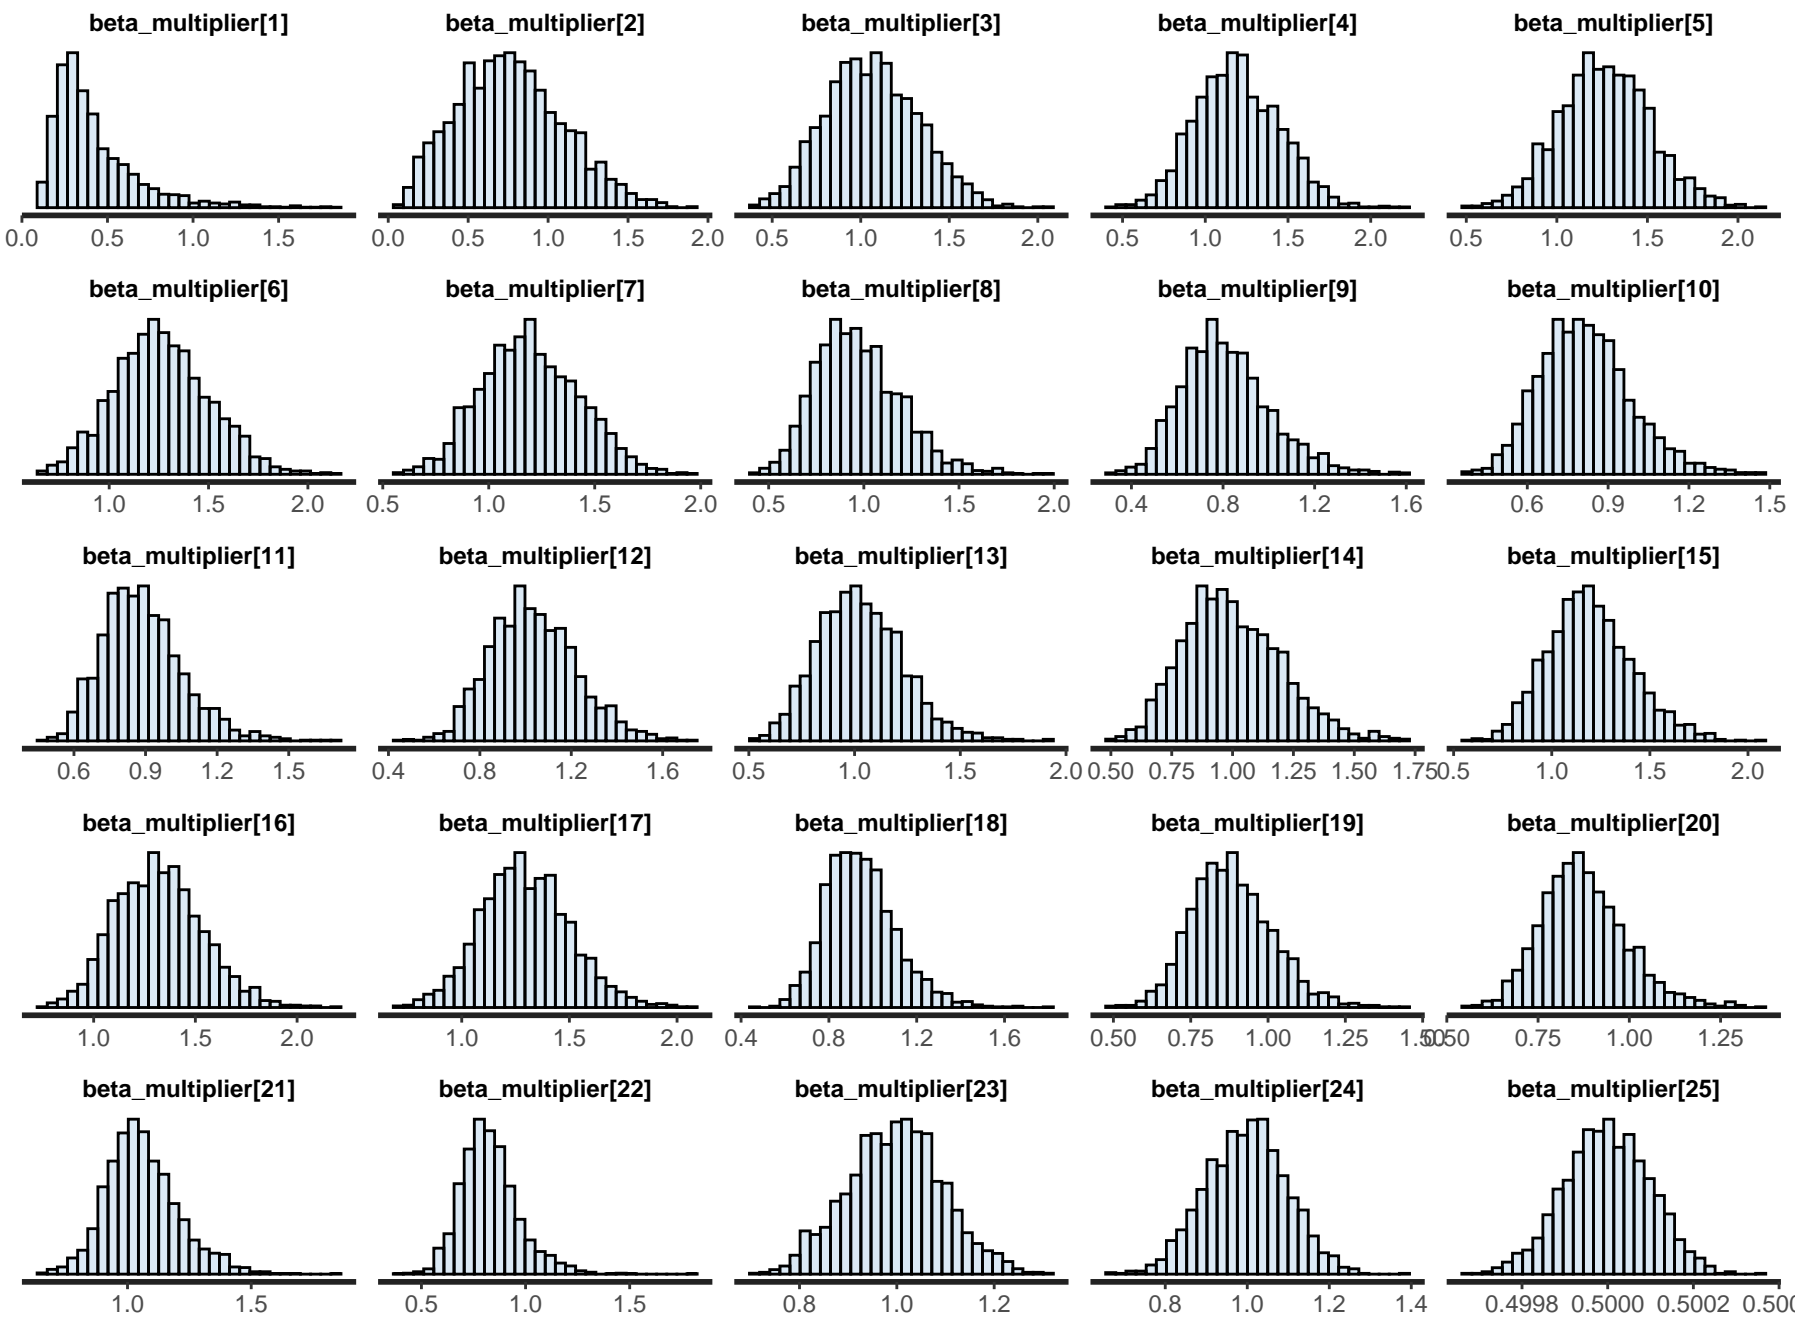 beta_multiplier[1] beta_multiplier[2] beta_multiplier[3] beta_multiplier[4] beta_multiplier[5]
0.0 0.5 1.0 1.5 0.0 0.5 1.0 1.5 2.0 0.5 1.0 1.5 2.0 0.5 1.0 1.5 2.0 0.5 1.0 1.5 2.0
beta_multiplier[6] beta_multiplier[7] beta_multiplier[8] beta_multiplier[9] beta_multiplier[10]
1.0 1.5 2.0 0.5 1.0 1.5 2.0 0.5 1.0 1.5 2.0 0.4 0.8 1.2 1.6 0.6 0.9 1.2 1.5
beta_multiplier[11] beta_multiplier[12] beta_multiplier[13] beta_multiplier[14] beta_multiplier[15]
0.6 0.9 1.2 1.5 0.4 0.8 1.2 1.6 0.5 1.0 1.5 2.0 0.50 0.75 1.00 1.25 1.50 1.75 0.5 1.0 1.5 2.0
beta_multiplier[16] beta_multiplier[17] beta_multiplier[18] beta_multiplier[19] beta_multiplier[20]
1.0 1.5 2.0 1.0 1.5 2.0 0.4 0.8 1.2 1.6 0.50 0.75 1.00 1.25 1.50 0.50 0.75 1.00 1.25
beta_multiplier[21] beta_multiplier[22] beta_multiplier[23] beta_multiplier[24] beta_multiplier[25]
1.0 1.5 0.5 1.0 1.5 0.8 1.0 1.2 0.8 1.0 1.2 1.4 0.4998 0.5000 0.5002